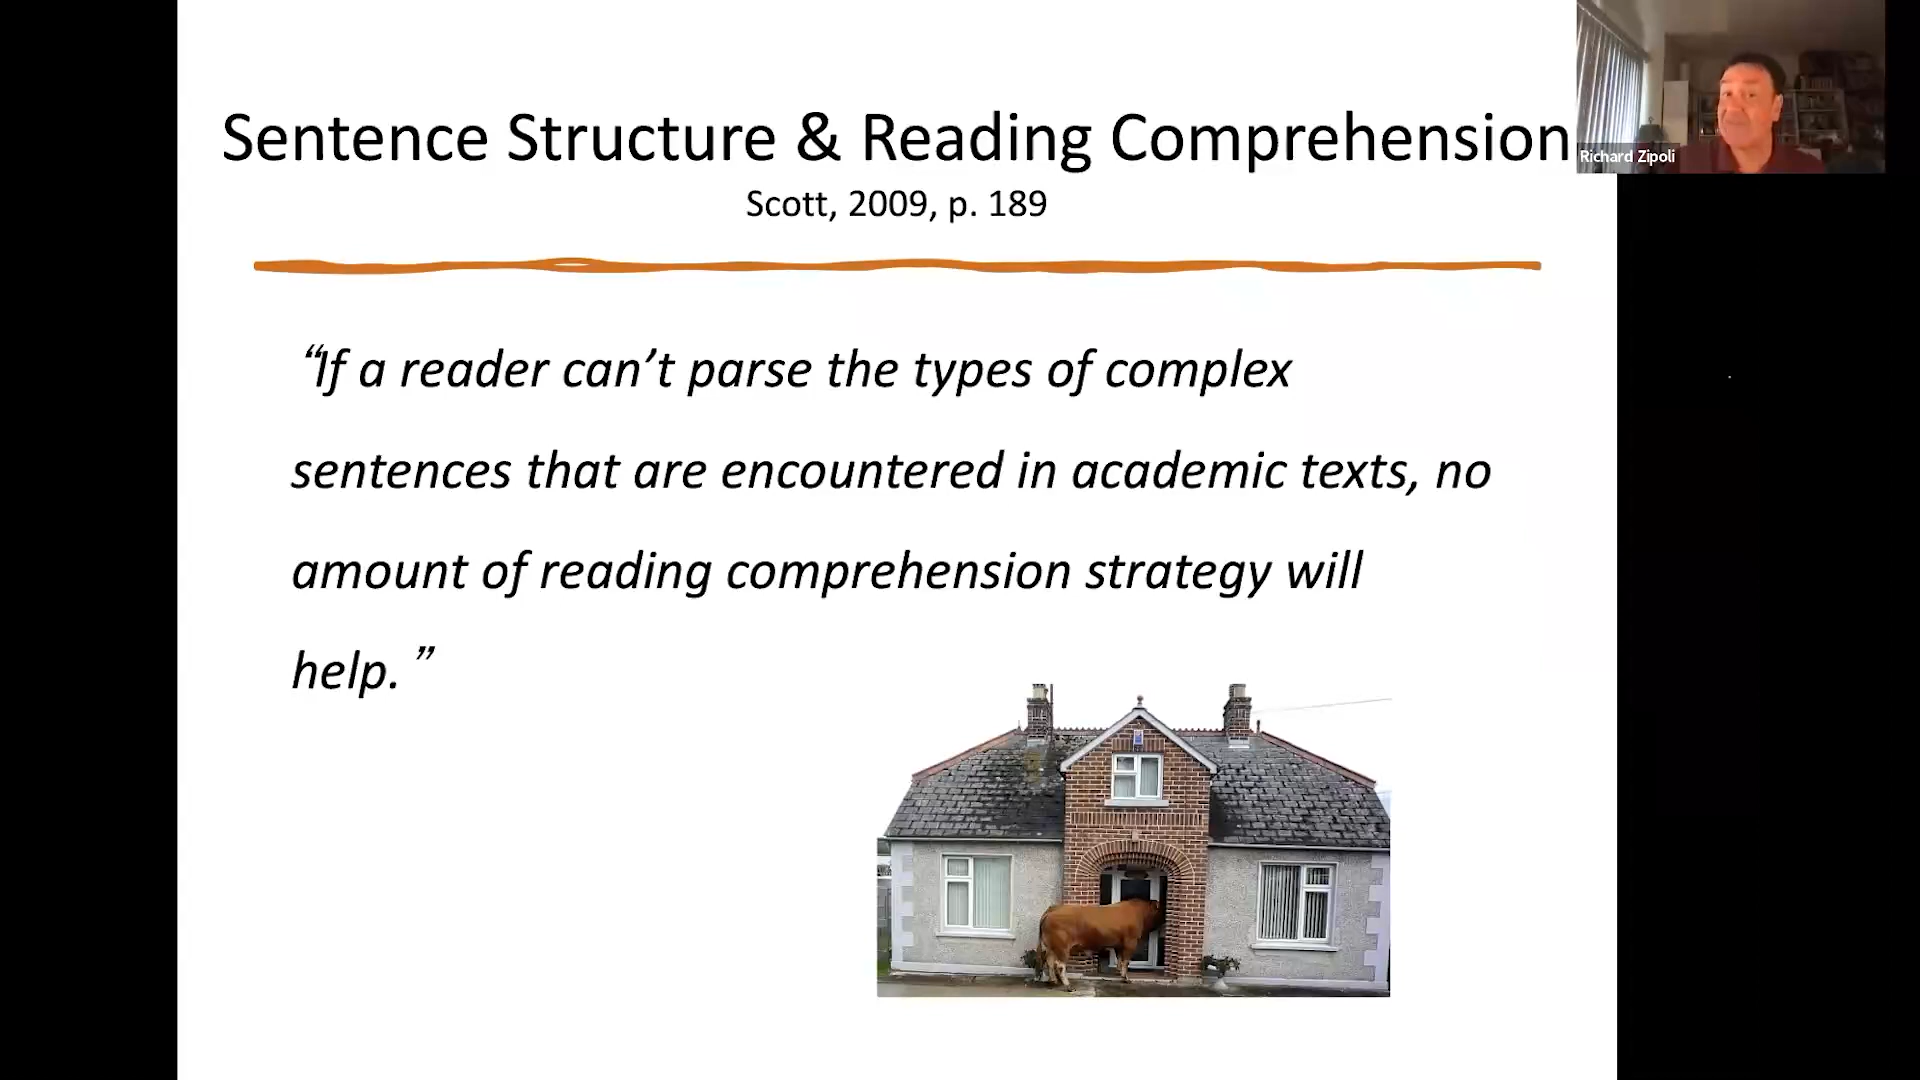 Sentence Structure & Reading Comprehension
Richard Zipoli
Scott, 2009, p. 189
“If a reader can’t parse the types of complex
sentences that are encountered in academic texts, no
amount of reading comprehension strategy will
help.”